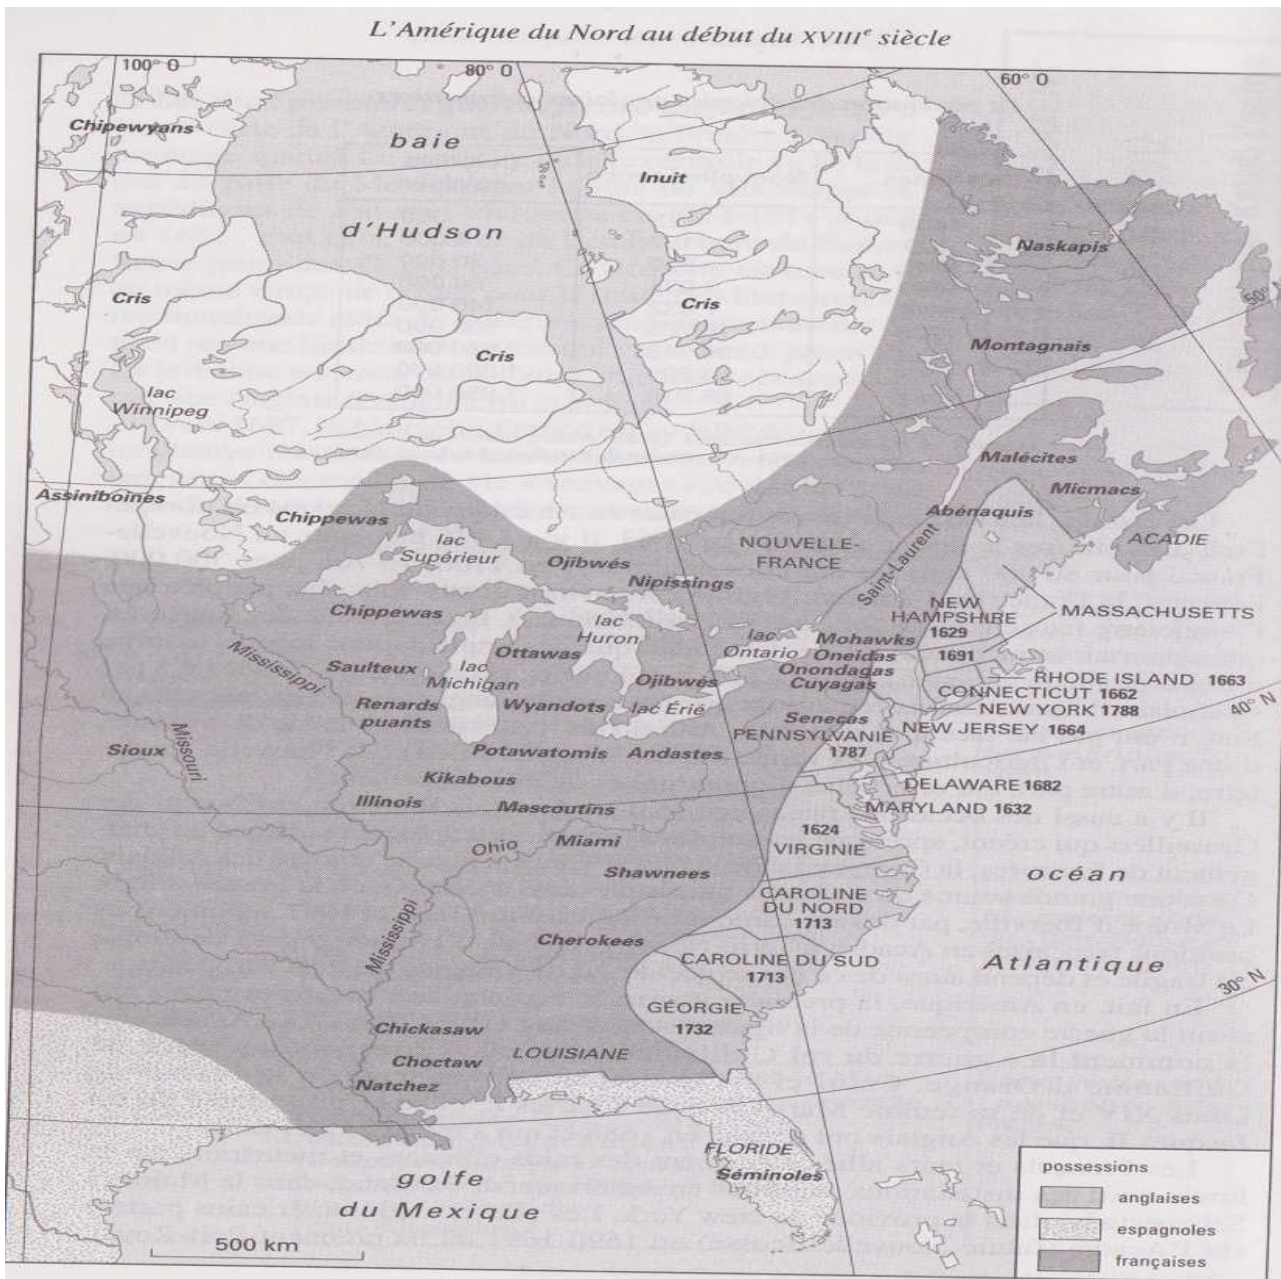 L'Amérique du Nord au début du XVIIIe siècle
100° O
80° O
60° O
Chipewyans
baie
d'Hudson
Inuit
Naskapis
Cris
Cris
Cris
50°
Montagnais
lac
Winnipeg
Malécites
Micmacs
Assiniboines
Chippewas
Abénaquis
ACADIE
lac
Supérieur
Ojibwés
Nipissings
NOUVELLE-
FRANCE
Saint-Laurent
Chippewas
lac
Huron
NEW
HAMPSHIRE
1629
MASSACHUSETTS
Mississippi
Saulteux
lac
Michigan
Ottawas
Ojibwés
lac
Ontario
Mohawks
Oneidas
Onondagas
Cuyagas
1691
RHODE ISLAND 1663
CONNECTICUT 1662
NEW YORK 1788
Renards
puants
Wyandots
lac Érié
Senecas
PENNSYLVANIE
1787
NEW JERSEY 1664
40° N
Sioux
Missouri
Potawatomis
Andastes
Kikabous
DELAWARE 1682
Illinois
Mascoutins
MARYLAND 1632
Ohio
Miami
1624
VIRGINIE
Shawnees
océan
Atlantique
CAROLINE
DU NORD
1713
Mississippi
Cherokees
CAROLINE DU SUD
1713
30° N
GÉORGIE
1732
Chickasaw
Choctaw
LOUISIANE
Natchez
FLORIDE
Séminoles
golfe
du Mexique
500 km
possessions
anglaises
espagnoles
françaises